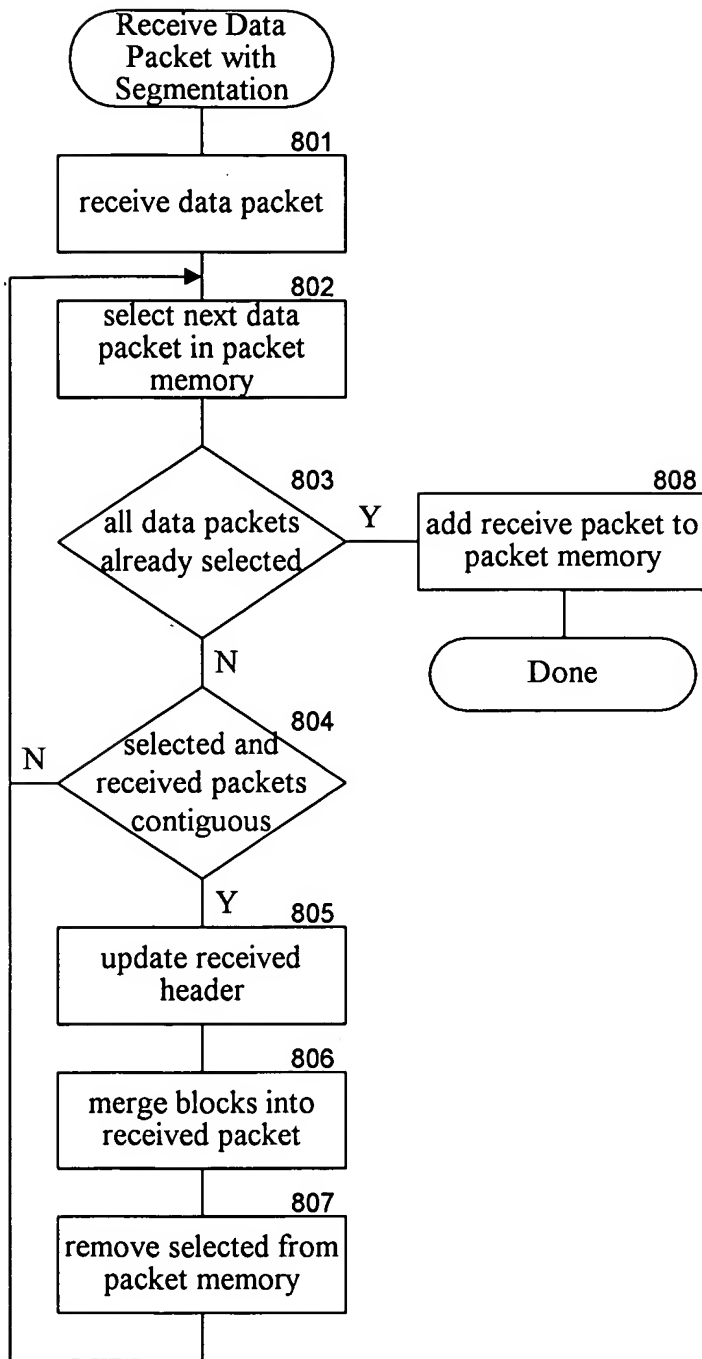 Receive Data
Packet with
Segmentation
801
receive data packet
802
select next data
packet in packet
memory
803
all data packets
already selected
Y
808
add receive packet to
packet memory
Done
N
804
selected and
received packets
contiguous
N
Y
805
update received
header
806
merge blocks into
received packet
807
remove selected from
packet memory